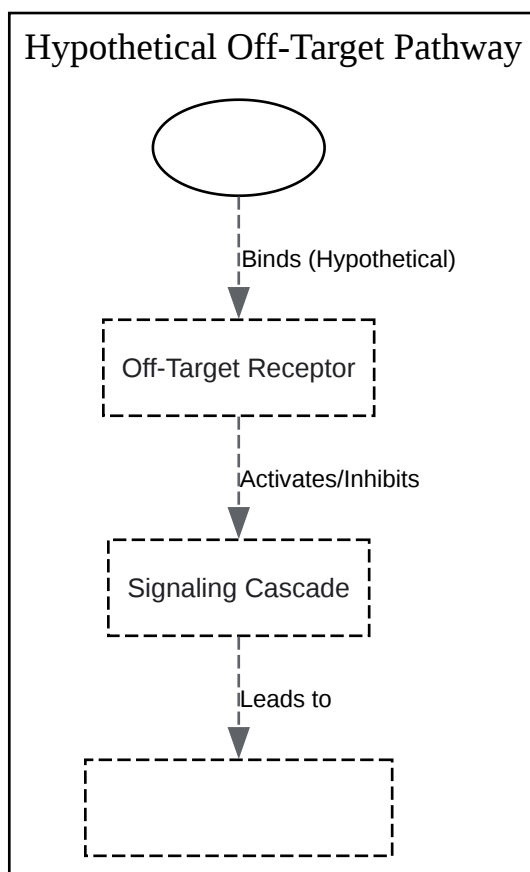 Hypothetical Off-Target Pathway
Binds (Hypothetical)
Off-Target Receptor
Activates/Inhibits
Signaling Cascade
Leads to